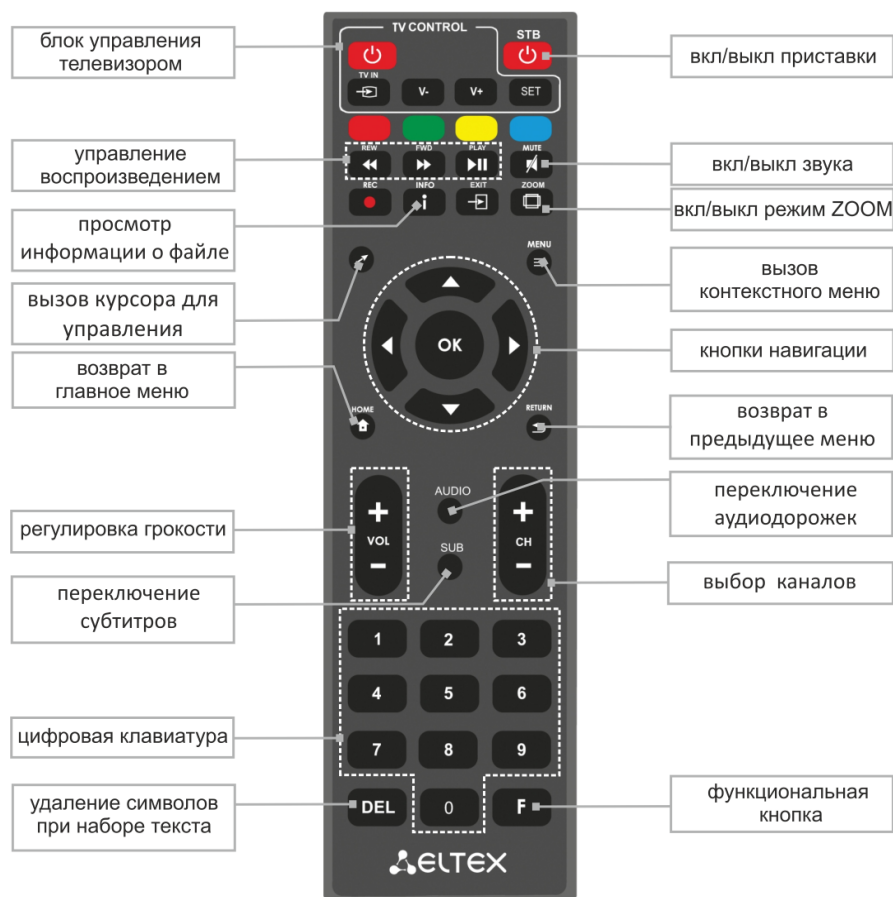 блок управления
телевизором
управление
воспроизведением
просмотр
информации о файле
вызов курсора для
управления
возврат в
главное меню
регулировка грокости
переключение
субтитров
цифровая клавиатура
удаление символов
при наборе текста
TV CONTROL
STB
TV IN
V-
V+
SET
REW
FWD
PLAY
MUTE
REC
INFO
EXIT
ZOOM
i
MENU
OK
HOME
RETURN
+
VOL
−
AUDIO
SUB
+
CH
−
1 2 3
4 5 6
7 8 9
DEL 0 F
ELTEX
вкл/выкл приставки
вкл/выкл звука
вкл/выкл режим ZOOM
вызов
контекстного меню
кнопки навигации
возврат в
предыдущее меню
переключение
аудиодорожек
выбор каналов
функциональная
кнопка